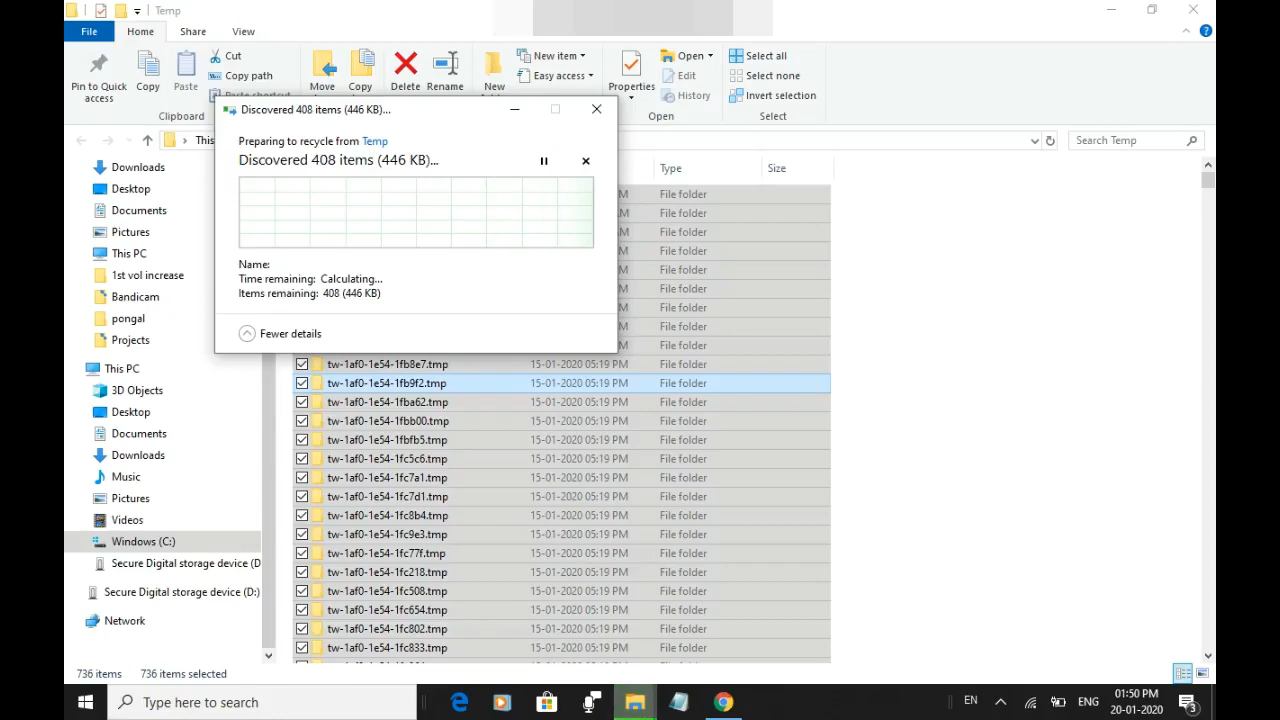 Temp
File Home Share View
Pin to Quick access
Copy
Paste
Cut
Copy path
Paste shortcut
Clipboard
Move
Copy
Delete
Rename
New
New item
Easy access
Properties
Open
Edit
History
Open
Select all
Select none
Invert selection
Select
This
Search Temp
Discovered 408 items (446 KB)...
Preparing to recycle from Temp
Discovered 408 items (446 KB)...
Name:
Time remaining: Calculating...
Items remaining: 408 (446 KB)
Fewer details
Downloads
Desktop
Documents
Pictures
This PC
1st vol increase
Bandicam
pongal
Projects
This PC
3D Objects
Desktop
Documents
Downloads
Music
Pictures
Videos
Windows (C:)
Secure Digital storage device (D
Secure Digital storage device (D:)
Network
Type Size
M File folder
AM File folder
M File folder
M File folder
M File folder
M File folder
M File folder
M File folder
M File folder
tw-1af0-1e54-1fb8e7.tmp 15-01-2020 05:19 PM File folder
tw-1af0-1e54-1fb9f2.tmp 15-01-2020 05:19 PM File folder
tw-1af0-1e54-1fba62.tmp 15-01-2020 05:19 PM File folder
tw-1af0-1e54-1fbb00.tmp 15-01-2020 05:19 PM File folder
tw-1af0-1e54-1fbfb5.tmp 15-01-2020 05:19 PM File folder
tw-1af0-1e54-1fc5c6.tmp 15-01-2020 05:19 PM File folder
tw-1af0-1e54-1fc7a1.tmp 15-01-2020 05:19 PM File folder
tw-1af0-1e54-1fc7d1.tmp 15-01-2020 05:19 PM File folder
tw-1af0-1e54-1fc8b4.tmp 15-01-2020 05:19 PM File folder
tw-1af0-1e54-1fc9e3.tmp 15-01-2020 05:19 PM File folder
tw-1af0-1e54-1fc77f.tmp 15-01-2020 05:19 PM File folder
tw-1af0-1e54-1fc218.tmp 15-01-2020 05:19 PM File folder
tw-1af0-1e54-1fc508.tmp 15-01-2020 05:19 PM File folder
tw-1af0-1e54-1fc654.tmp 15-01-2020 05:19 PM File folder
tw-1af0-1e54-1fc802.tmp 15-01-2020 05:19 PM File folder
tw-1af0-1e54-1fc833.tmp 15-01-2020 05:19 PM File folder
736 items 736 items selected
Type here to search
EN
ENG
01:50 PM
20-01-2020
3